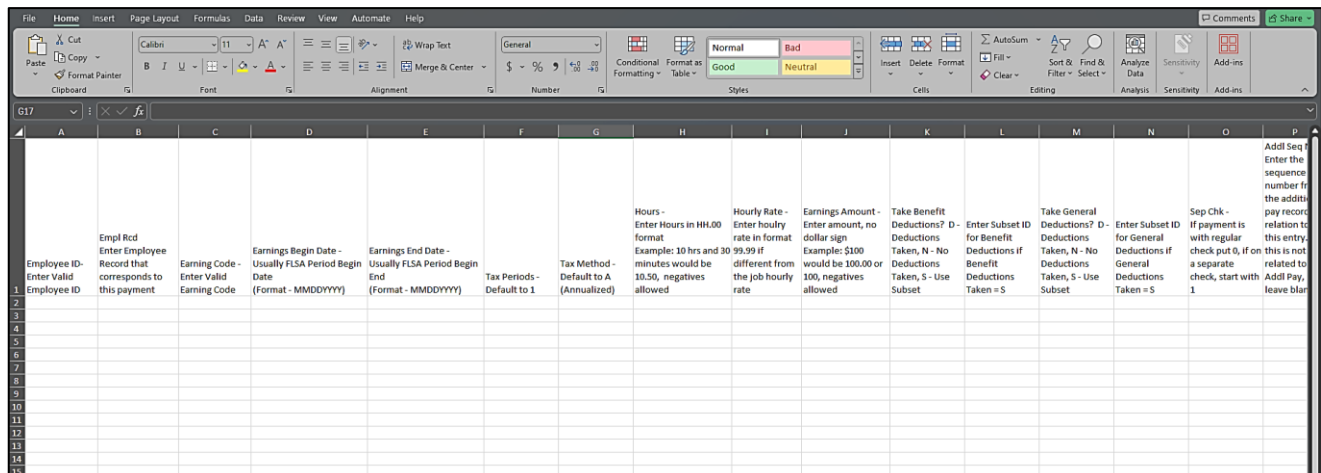 File Home Insert Page Layout Formulas Data Review View Automate Help Comments Share
Cut
Copy
Format Painter
Paste
Clipboard
Calibri 11 A^ A˅
B I U A
Font
Wrap Text
Merge & Center
Alignment
General
$ % 9 .00
Number
Conditional Formatting
Format as Table
Normal Bad
Good Neutral
Styles
Insert Delete Format
Cells
AutoSum
Fill
Clear
Sort & Filter
Find & Select
Editing
Analyze Data
Analysis
Sensitivity
Sensitivity
Add-ins
Add-ins
G17 fx
A B C D E F G H I J K L M N O P
1
Employee ID-
Enter Valid
Employee ID
Empl Rcd
Enter Employee
Record that
corresponds to
this payment
Earning Code -
Enter Valid
Earning Code
Earnings Begin Date -
Usually FLSA Period Begin
Date
(Format - MMDDYYYY)
Earnings End Date -
Usually FLSA Period Begin
End
(Format - MMDDYYYY)
Tax Periods -
Default to 1
Tax Method -
Default to A
(Annualized)
Hours -
Enter Hours in HH.00
format
Example: 10 hrs and 30
minutes would be
10.50, negatives
allowed
Hourly Rate -
Enter houlry
rate in format
99.99 if
different from
the job hourly
rate
Earnings Amount -
Enter amount, no
dollar sign
Example: $100
would be 100.00 or
100, negatives
allowed
Take Benefit
Deductions? D -
Deductions
Taken, N - No
Deductions
Taken, S - Use
Subset
Enter Subset ID
for Benefit
Deductions if
Benefit
Deductions
Taken = S
Take General
Deductions? D -
Deductions
Taken, N - No
Deductions
Taken, S - Use
Subset
Enter Subset ID
for General
Deductions if
General
Deductions
Taken = S
Sep Chk -
If payment is
with regular
check put 0, if on
a separate
check, start with
1
Addl Seq
Enter the
sequence
number
the
pay
relation
this entry.
this is not
related to
Addl Pay,
leave
2
3
4
5
6
7
8
9
10
11
12
13
14
15